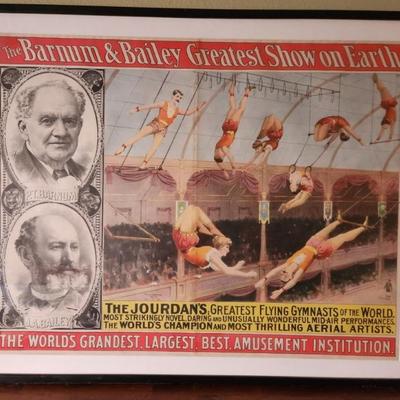 The Barnum & Bailey Greatest Show on Earth
P.T. BARNUM
J.A. BAILEY
THE JOURDAN'S, GREATEST FLYING GYMNASTS OF THE WORLD.
MOST STRIKINGLY NOVEL, DARING AND UNUSUALLY WONDERFUL MID-AIR PERFORMANCES.
THE WORLD'S CHAMPION AND MOST THRILLING AERIAL ARTISTS.
THE WORLDS GRANDEST, LARGEST, BEST, AMUSEMENT INSTITUTION.